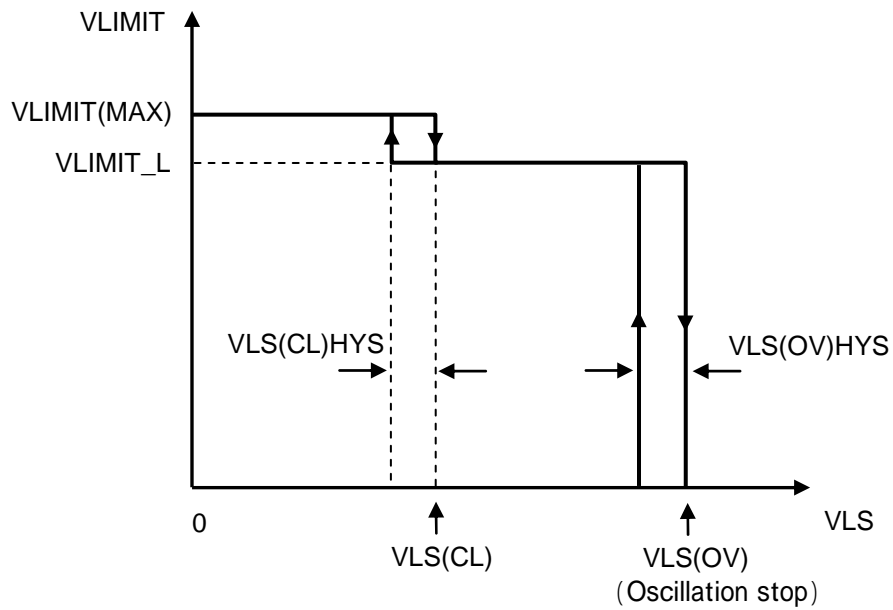 VLIMIT
VLIMIT(MAX)
VLIMIT_L
VLS(CL)HYS
VLS(OV)HYS
0
VLS
VLS(CL)
VLS(OV)
(Oscillation stop)